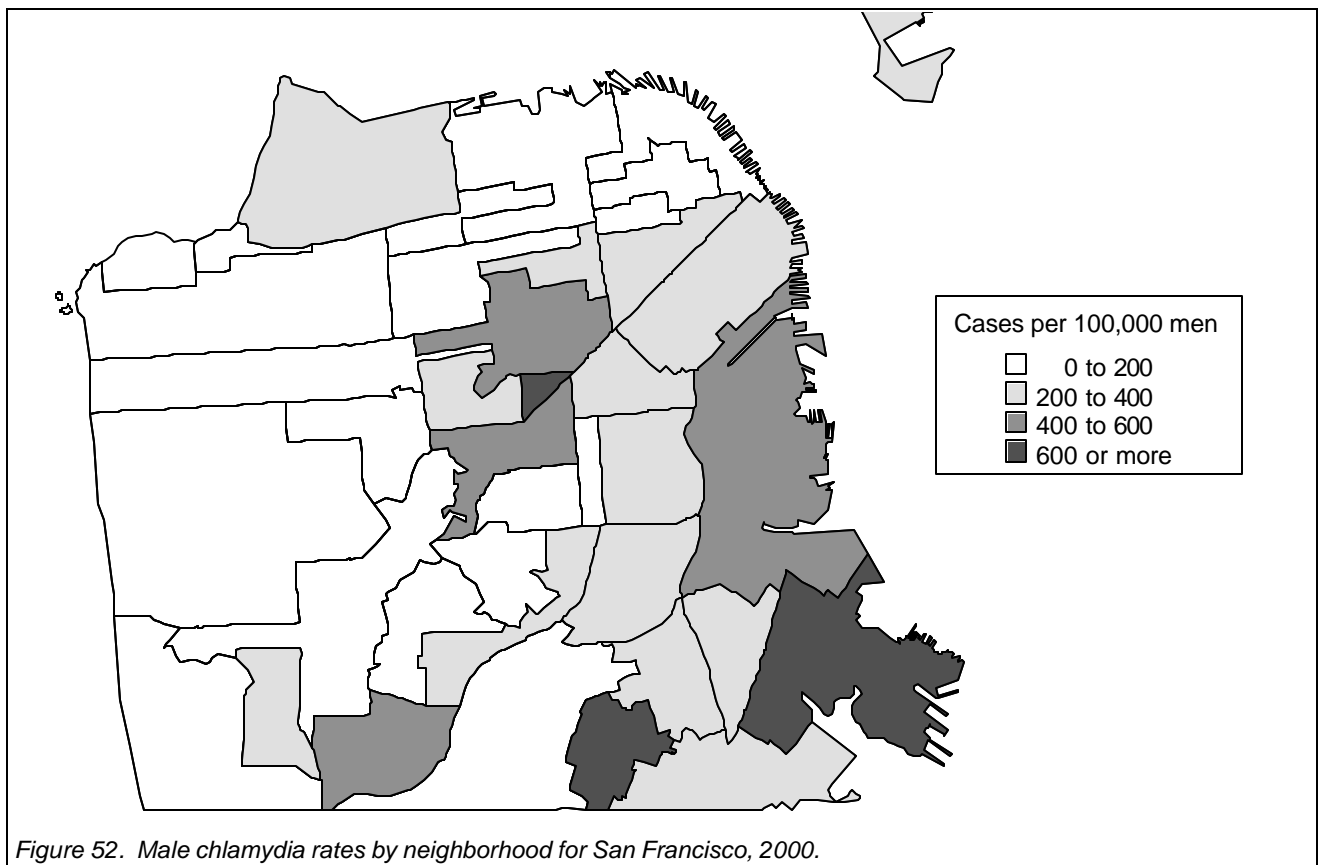 Cases per 100,000 men
0 to 200
200 to 400
400 to 600
600 or more
Figure 52. Male chlamydia rates by neighborhood for San Francisco, 2000.